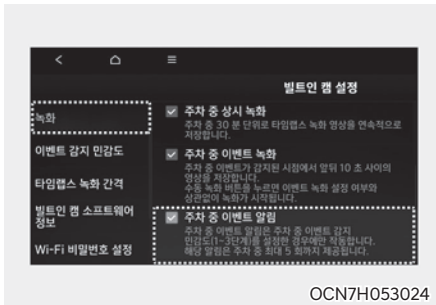 빌트인 캠 설정
녹화
이벤트 감지 민감도
타임랩스 녹화 간격
빌트인 캠 소프트웨어
정보
Wi-Fi 비밀번호 설정
주차 중 상시 녹화
주차 중 30 분 단위로 타임랩스 녹화 영상을 연속적으로
저장합니다.
주차 중 이벤트 녹화
주차 중 이벤트가 감지된 시점에서 앞뒤 10 초 사이의
영상을 저장합니다.
수동 녹화 버튼을 누르면 이벤트 녹화 설정 여부와
상관없이 녹화가 시작됩니다.
주차 중 이벤트 알림
주차 중 이벤트 알림은 주차 중 이벤트 감지
민감도(1~3단계)를 설정한 경우에만 작동합니다.
해당 알림은 주차 중 최대 5 회까지 제공됩니다.
OCN7H053024